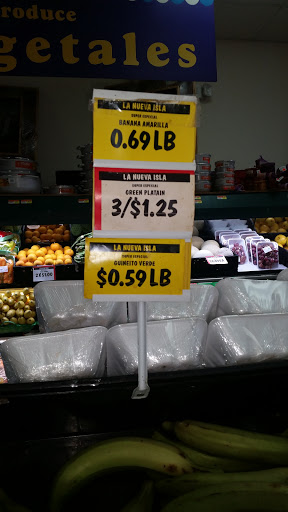 roduce
getales
LA NUEVA ISLA
SUPER ESPECIAL
BANANA AMARILLA
0.69 LB
LA NUEVA ISLA
SUPER ESPECIAL
GREEN PLATAIN
3/$1.25
LA NUEVA ISLA
SUPER ESPECIAL
GUINESTO VERDE
$0.59 LB